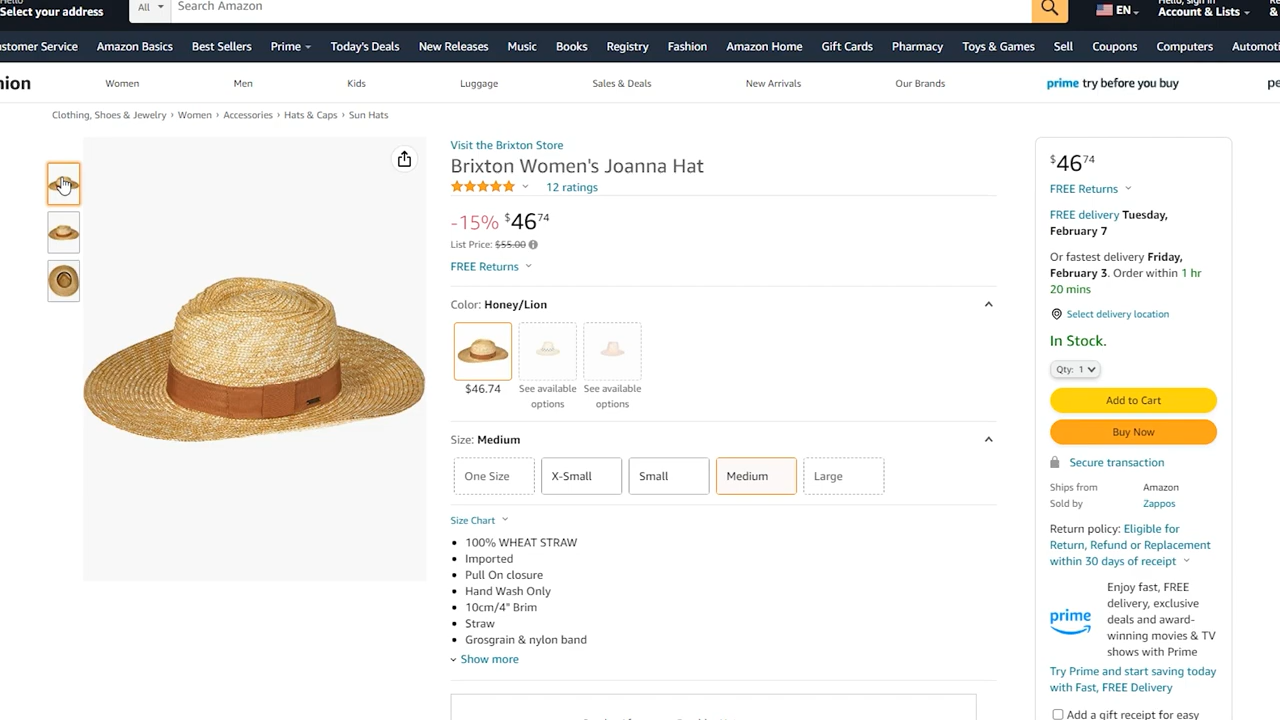 Hello
Select your address
All
Search Amazon
EN
Hello, sign in
Account & Lists
&
ustomer Service
Amazon Basics
Best Sellers
Prime
Today's Deals
New Releases
Music
Books
Registry
Fashion
Amazon Home
Gift Cards
Pharmacy
Toys & Games
Sell
Coupons
Computers
Automoti
hion
Women
Men
Kids
Luggage
Sales & Deals
New Arrivals
Our Brands
prime try before you buy
pe
Clothing, Shoes & Jewelry › Women › Accessories › Hats & Caps › Sun Hats
Visit the Brixton Store
Brixton Women's Joanna Hat
12 ratings
-15% $46 74
List Price: $55.00
FREE Returns
Color: Honey/Lion
$46.74
See available
options
See available
options
Size: Medium
One Size
X-Small
Small
Medium
Large
Size Chart
100% WHEAT STRAW
Imported
Pull On closure
Hand Wash Only
10cm/4" Brim
Straw
Grosgrain & nylon band
Show more
$46 74
FREE Returns
FREE delivery Tuesday,
February 7
Or fastest delivery Friday,
February 3. Order within 1 hr
20 mins
Select delivery location
In Stock.
Qty: 1
Add to Cart
Buy Now
Secure transaction
Ships from Amazon
Sold by Zappos
Return policy: Eligible for
Return, Refund or Replacement
within 30 days of receipt
prime
Enjoy fast, FREE
delivery, exclusive
deals and award-
winning movies & TV
shows with Prime
Try Prime and start saving today
with Fast, FREE Delivery
Add a gift receipt for easy